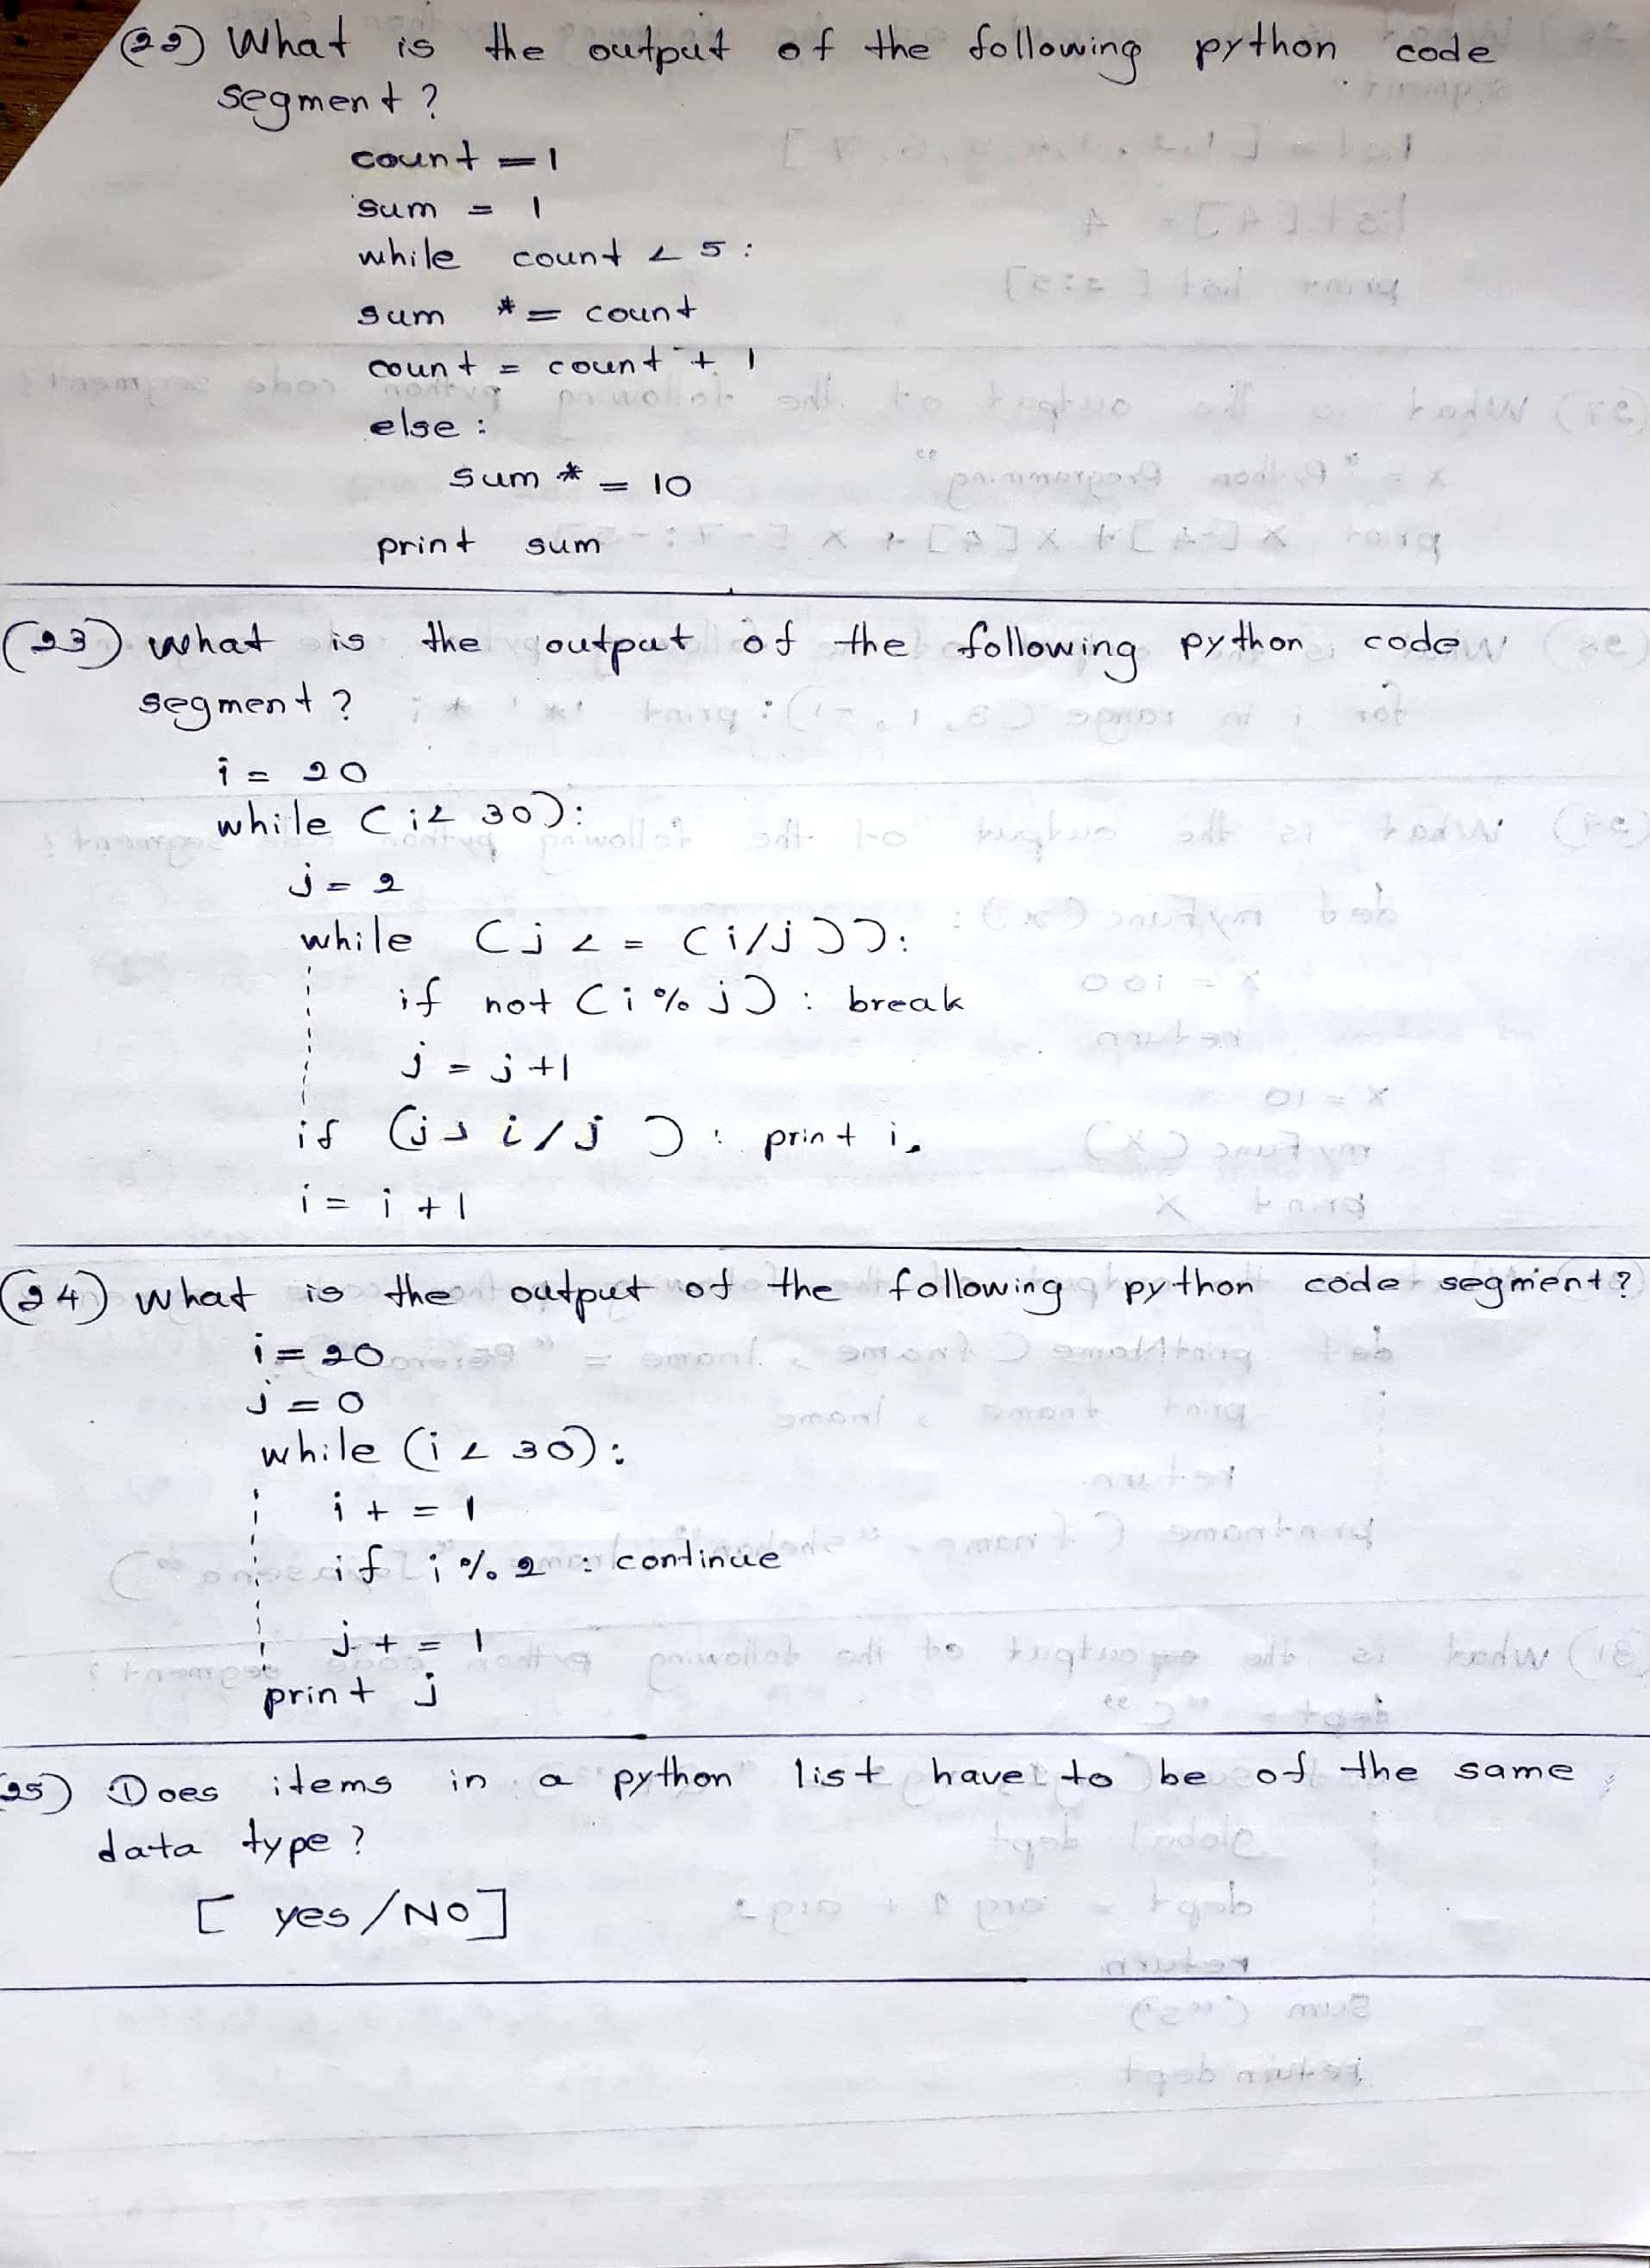 (22) What is the output of the following python code
segment?
count = 1
sum = 1
while count < 5:
sum *= count
count = count + 1
else:
sum *= 10
print sum
(23) What is the output of the following python code
segment?
i = 20
while (i < 30):
j = 2
while (j <= (i/j)):
if not (i % j) : break
j = j+1
if (j > i/j) : print i,
i = i + 1
(24) What is the output of the following python code segment?
i = 20
j = 0
while (i < 30):
i += 1
if i % 2 : continue
j += 1
print j
(25) ① Does items in a python list have to be of the same
data type?
[ yes/NO]